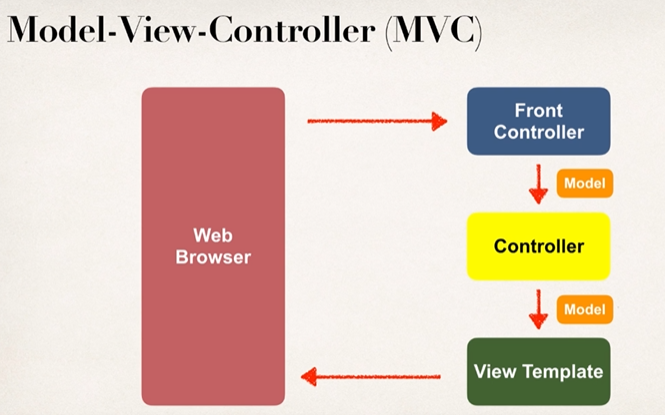 Model-View-Controller (MVC)
Web
Browser
Front
Controller
Model
Controller
Model
View Template